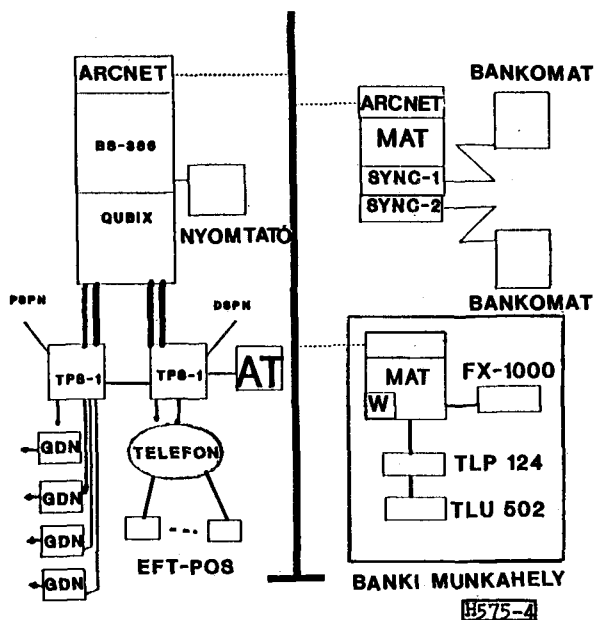 ARCNET
BS-386
QUBIX
NYOMTATÓ
PSPN
DSPN
TPS-1
TPS-1
AT
GDN
GDN
GDN
GDN
TELEFON
EFT-POS
BANKOMAT
ARCNET
MAT
SYNC-1
SYNC-2
BANKOMAT
MAT
W
FX-1000
TLP 124
TLU 502
BANKI MUNKAHELY
H575-4